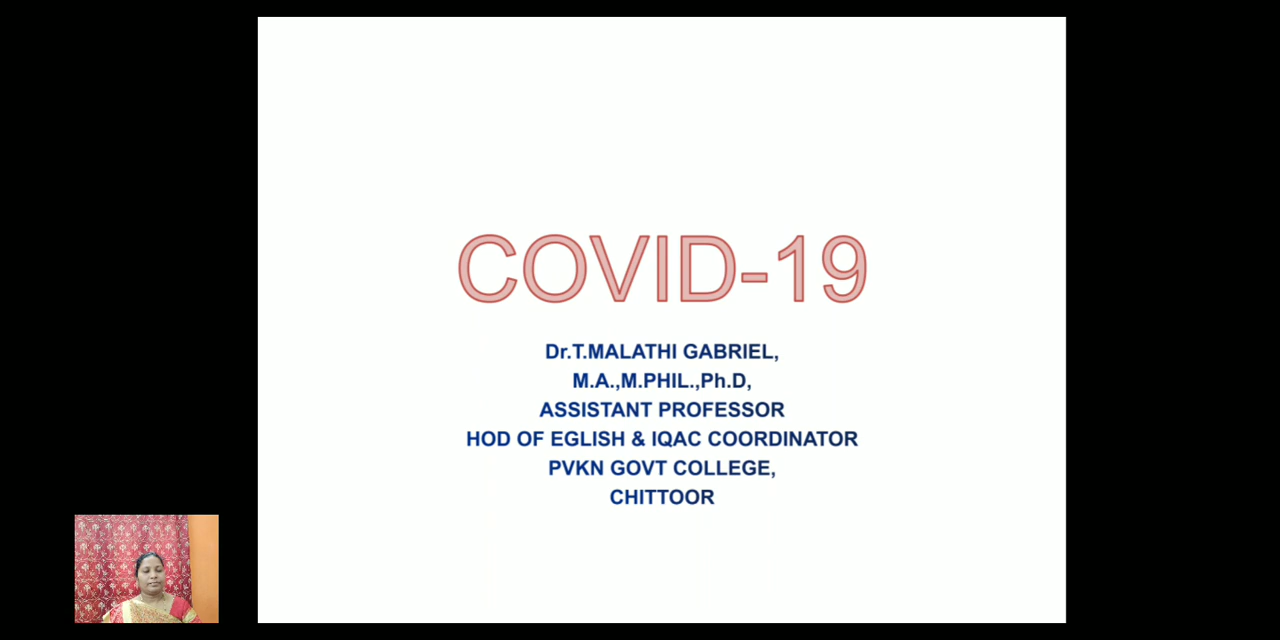 COVID-19
Dr.T.MALATHI GABRIEL,
M.A.,M.PHIL.,Ph.D,
ASSISTANT PROFESSOR
HOD OF EGLISH & IQAC COORDINATOR
PVKN GOVT COLLEGE,
CHITTOOR